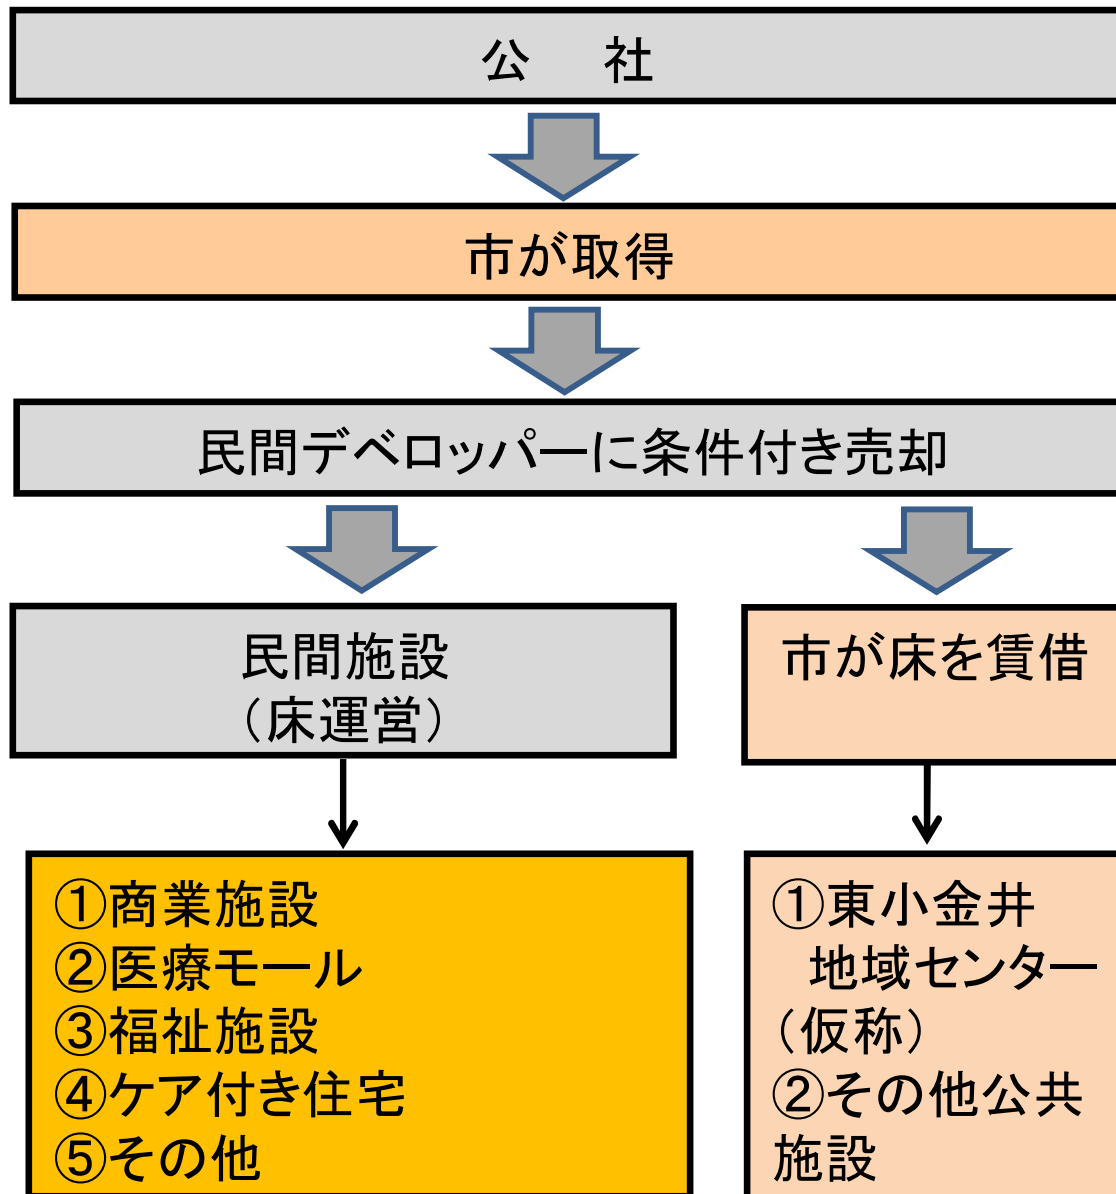 公 社
市が取得
民間デベロッパーに条件付き売却
民間施設
（床運営）
市が床を賃借
①商業施設
②医療モール
③福祉施設
④ケア付き住宅
⑤その他
①東小金井
地域センター
（仮称）
②その他公共
施設